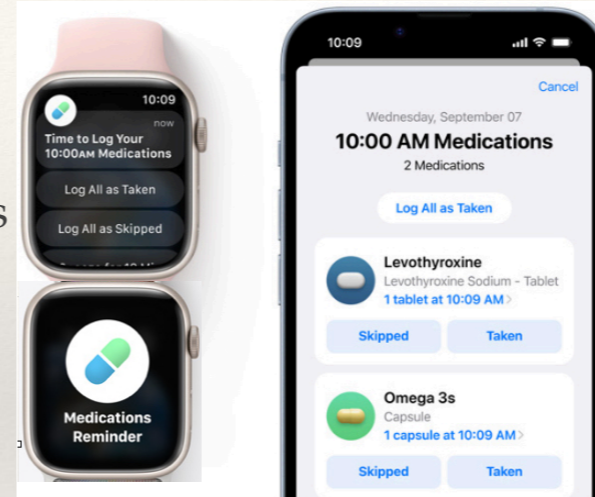 10:09
now
Time to Log Your
10:00AM Medications
Log All as Taken
Log All as Skipped
s
Medications
Reminder
10:09
Cancel
Wednesday, September 07
10:00 AM Medications
2 Medications
Log All as Taken
Levothyroxine
Levothyroxine Sodium - Tablet
1 tablet at 10:09 AM
Skipped Taken
Omega 3s
Capsule
1 capsule at 10:09 AM
Skipped Taken